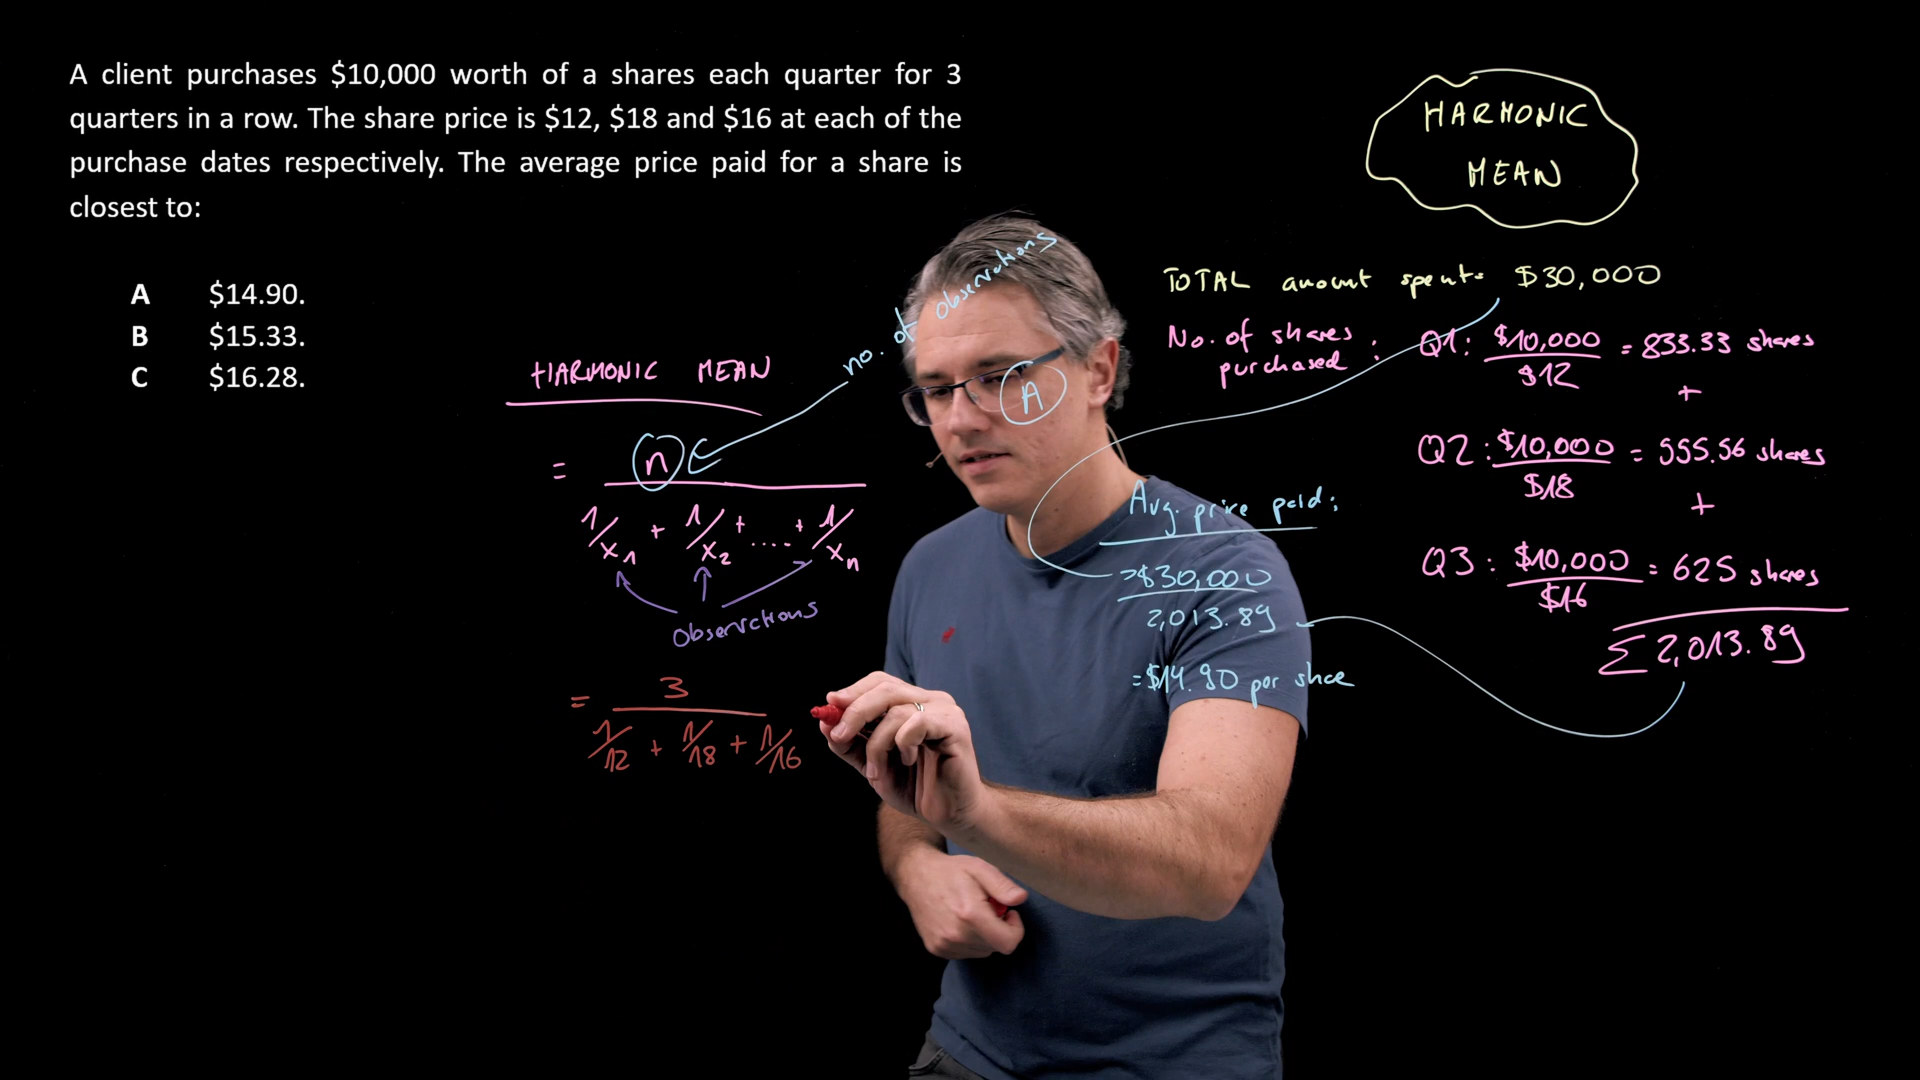 A client purchases $10,000 worth of a shares each quarter for 3
quarters in a row. The share price is $12, $18 and $16 at each of the
purchase dates respectively. The average price paid for a share is
closest to:
A $14.90.
B $15.33.
C $16.28.
HARMONIC
MEAN
TOTAL amount spent: $30,000
No. of shares
purchased :
Q1: $10,000 = 833.33 shares
$12
+
Q2: $10,000 = 555.56 shares
$18
+
Q3: $10,000 = 625 shares
$16
Σ 2,013.89
no. of observations
A
HARMONIC MEAN
= n
1/x1 + 1/x2 + .... + 1/xn
Observations
= 3
1/12 + 1/18 + 1/16
Avg. price paid:
$30,000
2,013.89
= $14.90 per share